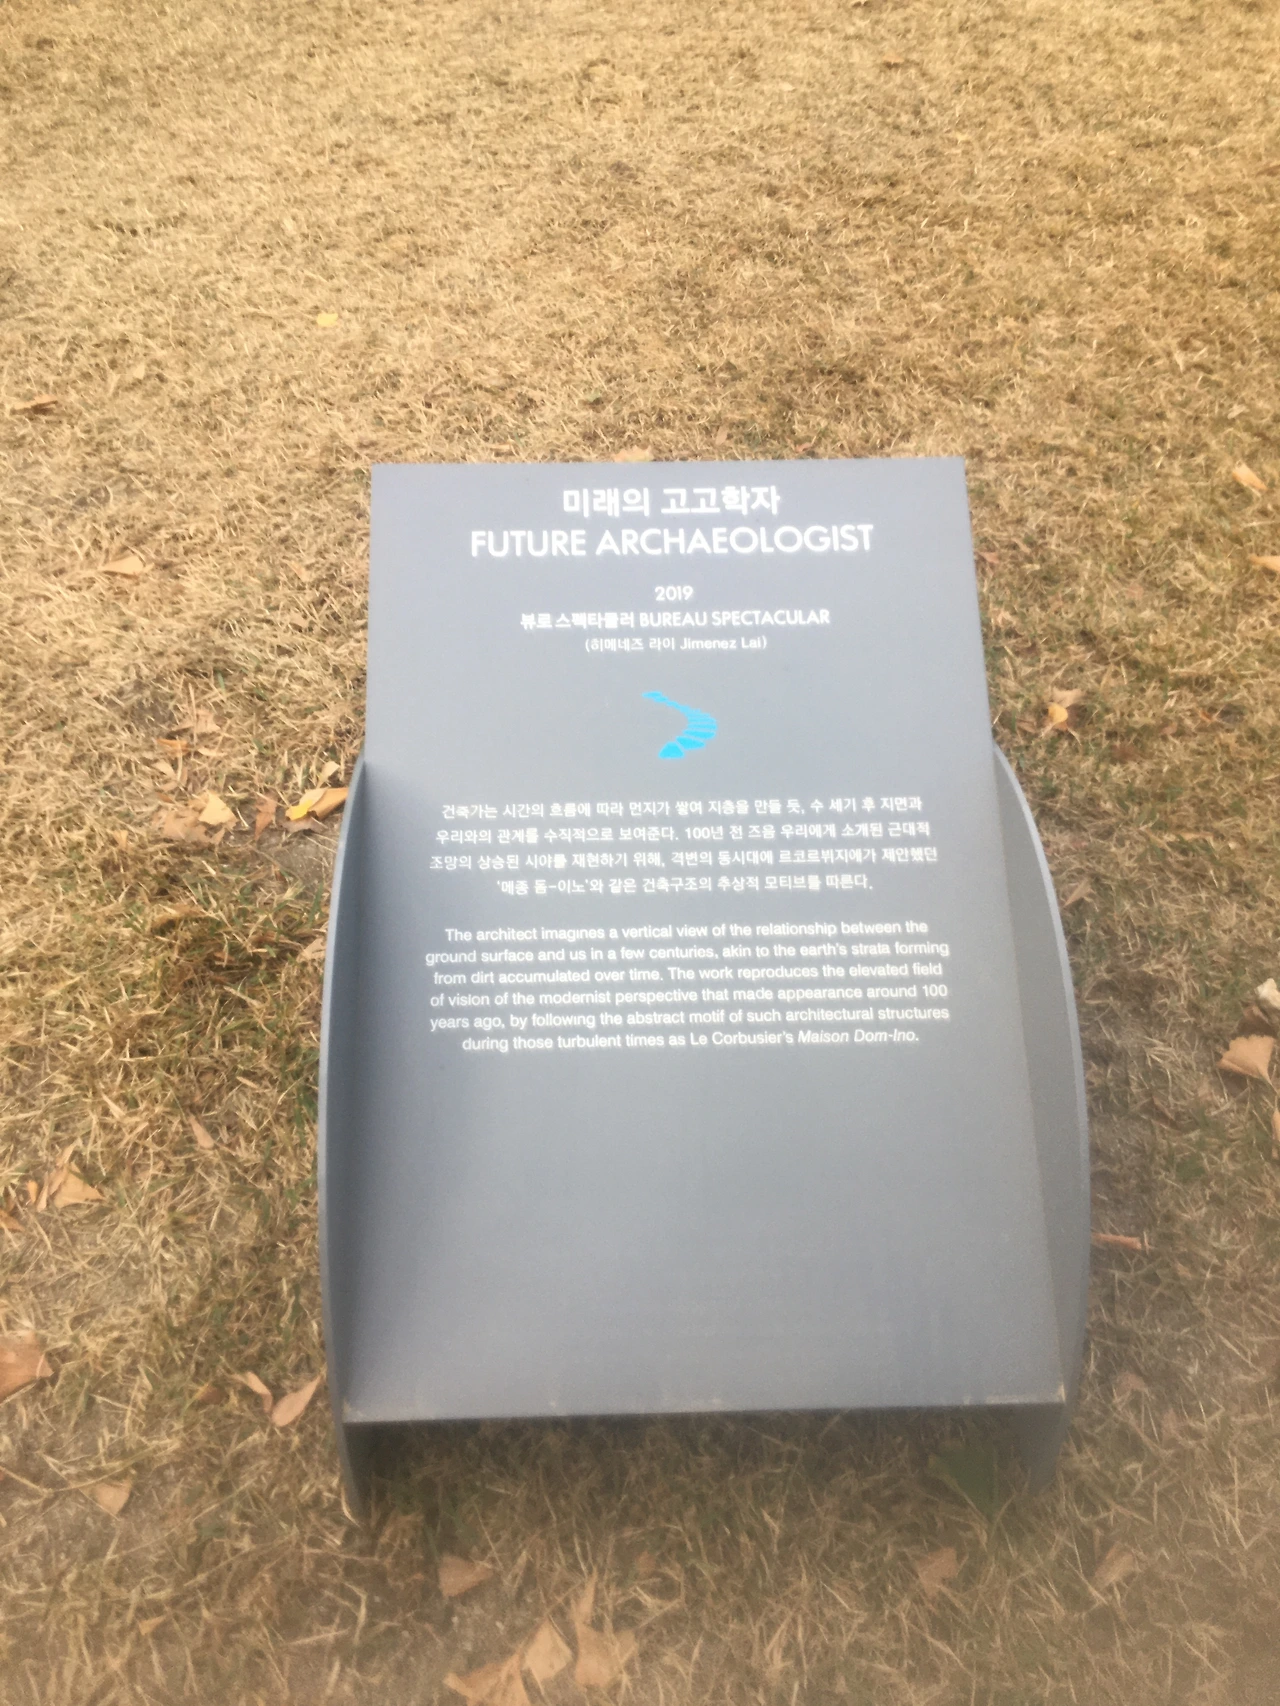 미래의 고고학자
FUTURE ARCHAEOLOGIST
2019
뷰로 스펙타큘러 BUREAU SPECTACULAR
(히메네즈 라이 Jimenez Lai)
건축가는 시간의 흐름에 따라 먼지가 쌓여 지층을 만들 듯, 수 세기 후 지면과
우리와의 관계를 수직적으로 보여준다. 100년 전 즈음 우리에게 소개된 근대적
조망의 상승된 시야를 재현하기 위해, 격변의 동시대에 르코르뷔지에가 제안했던
'메종 돔-이노'와 같은 건축구조의 추상적 모티브를 따른다.
The architect imagines a vertical view of the relationship between the
ground surface and us in a few centuries, akin to the earth's strata forming
from dirt accumulated over time. The work reproduces the elevated field
of vision of the modernist perspective that made appearance around 100
years ago, by following the abstract motif of such architectural structures
during those turbulent times as Le Corbusier's Maison Dom-Ino.